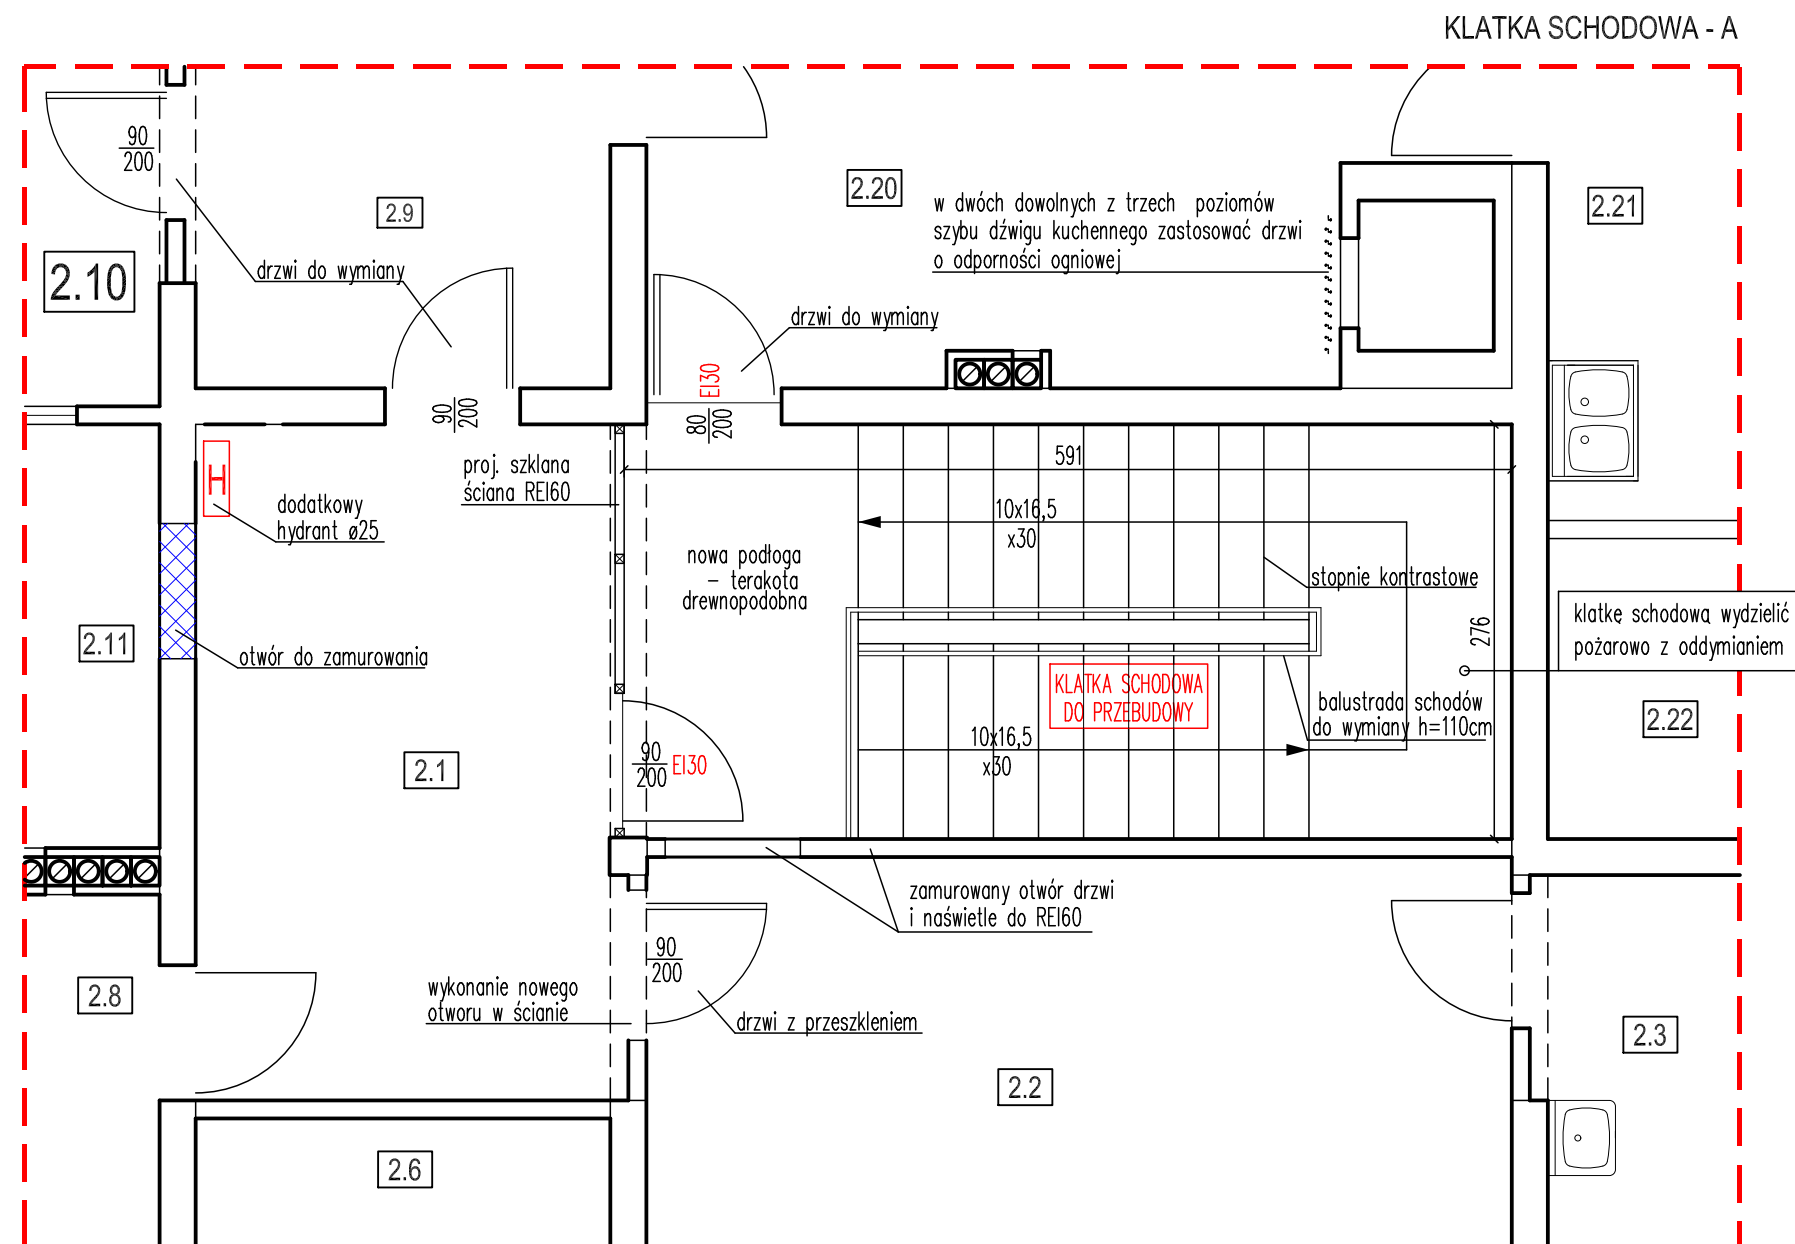 KLATKA SCHODOWA - A
90
200
2.9
2.20
w dwóch dowolnych z trzech poziomów
szybu dźwigu kuchennego zastosować drzwi
o odporności ogniowej
2.21
2.10
drzwi do wymiany
drzwi do wymiany
EI30
90
200
80
200
proj. szklana
ściana REI60
591
H
dodatkowy
hydrant ø25
10x16,5
x30
nowa podłoga
– terakota
drewnopodobna
stopnie kontrastowe
276
klatkę schodową wydzielić
pożarowo z oddymianiem
2.11
otwór do zamurowania
KLATKA SCHODOWA
DO PRZEBUDOWY
balustrada schodów
do wymiany h=110cm
2.22
10x16,5
x30
90
200
EI30
2.1
zamurowany otwór drzwi
i naświetle do REI60
90
200
2.8
wykonanie nowego
otworu w ścianie
drzwi z przeszkleniem
2.3
2.2
2.6